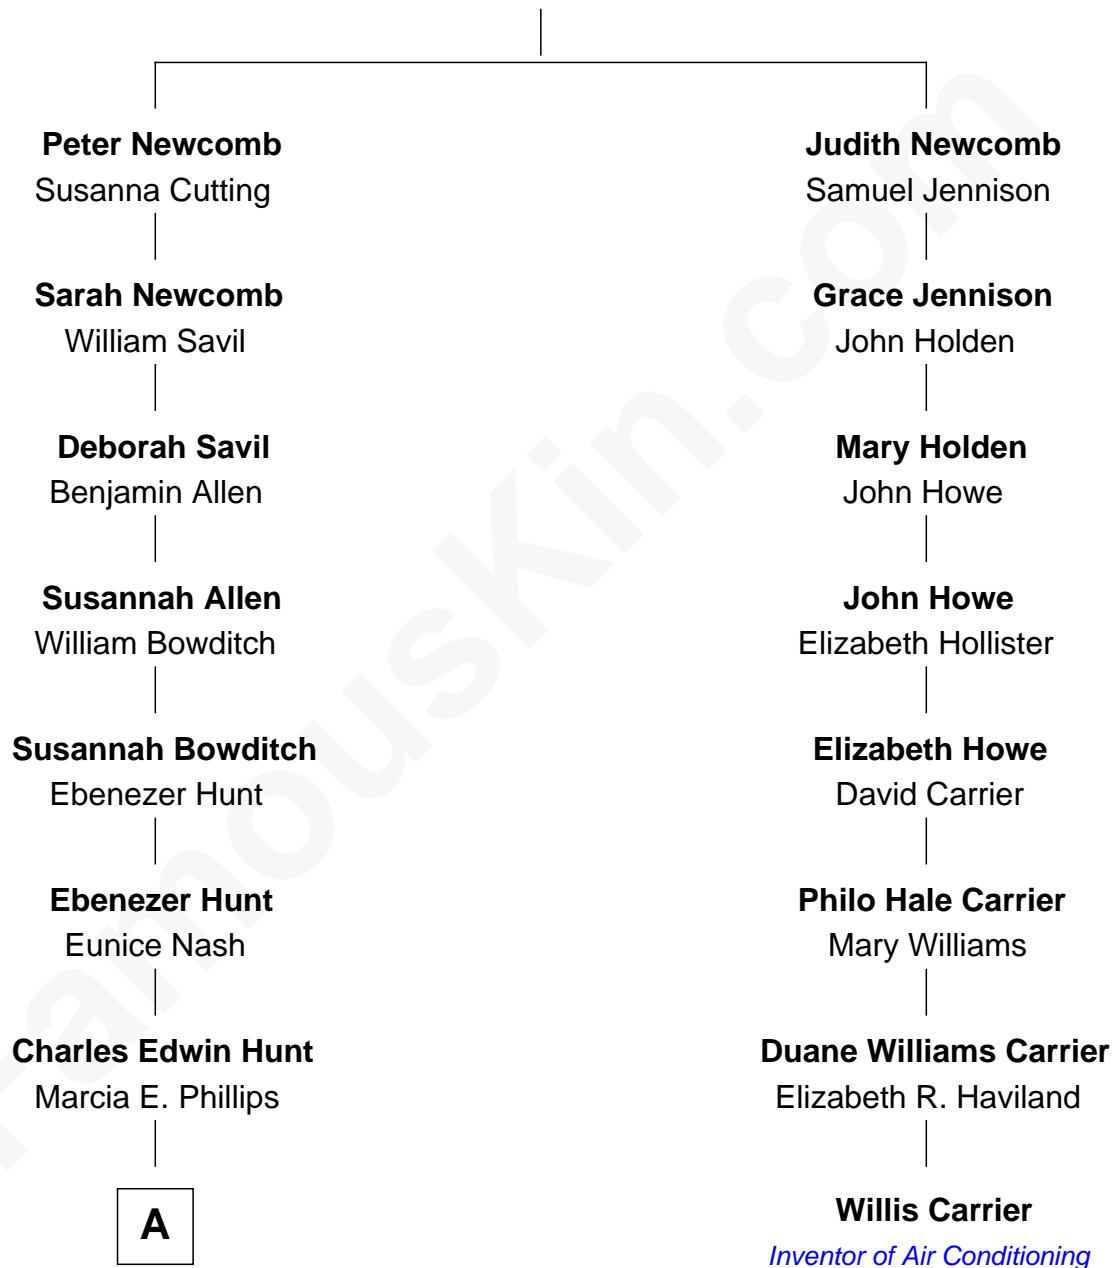 Peter Newcomb
Susanna Cutting
Sarah Newcomb
William Savil
Deborah Savil
Benjamin Allen
Susannah Allen
William Bowditch
Susannah Bowditch
Ebenezer Hunt
Ebenezer Hunt
Eunice Nash
Charles Edwin Hunt
Marcia E. Phillips
A
Judith Newcomb
Samuel Jennison
Grace Jennison
John Holden
Mary Holden
John Howe
John Howe
Elizabeth Hollister
Elizabeth Howe
David Carrier
Philo Hale Carrier
Mary Williams
Duane Williams Carrier
Elizabeth R. Haviland
Willis Carrier
Inventor of Air Conditioning
FamousKin.com